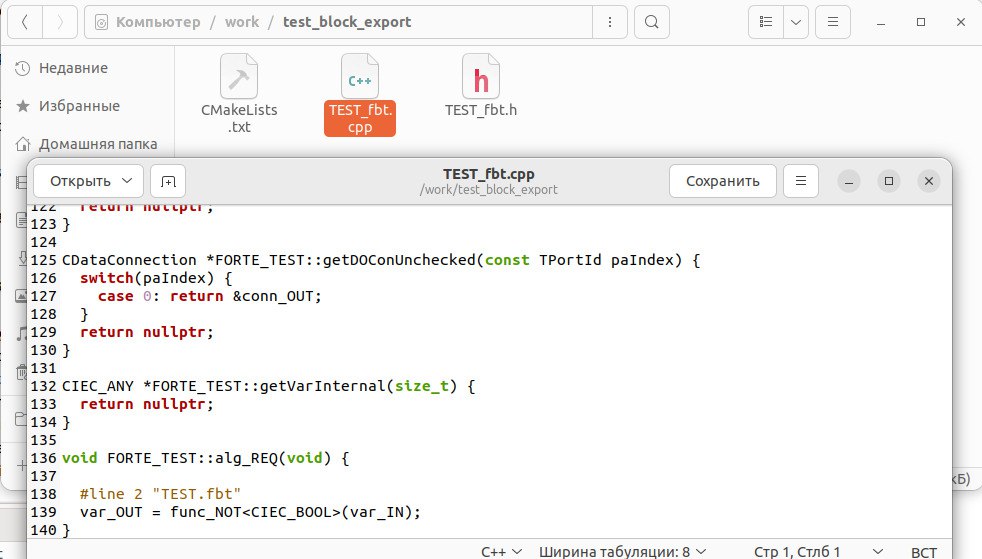 Компьютер / work / test_block_export
Недавние
Избранные
Домашняя папка
CMakeLists
.txt
TEST_fbt.
cpp
TEST_fbt.h
Открыть
TEST_fbt.cpp
/work/test_block_export
Сохранить
122   return nullptr;
123 }
124
125 CDataConnection *FORTE_TEST::getDOConUnchecked(const TPortId paIndex) {
126   switch(paIndex) {
127     case 0: return &conn_OUT;
128   }
129   return nullptr;
130 }
131
132 CIEC_ANY *FORTE_TEST::getVarInternal(size_t) {
133   return nullptr;
134 }
135
136 void FORTE_TEST::alg_REQ(void) {
137
138   #line 2 "TEST.fbt"
139   var_OUT = func_NOT<CIEC_BOOL>(var_IN);
140 }
кБ)
C++ Ширина табуляции: 8 Стр 1, Стлб 1 ВСТ